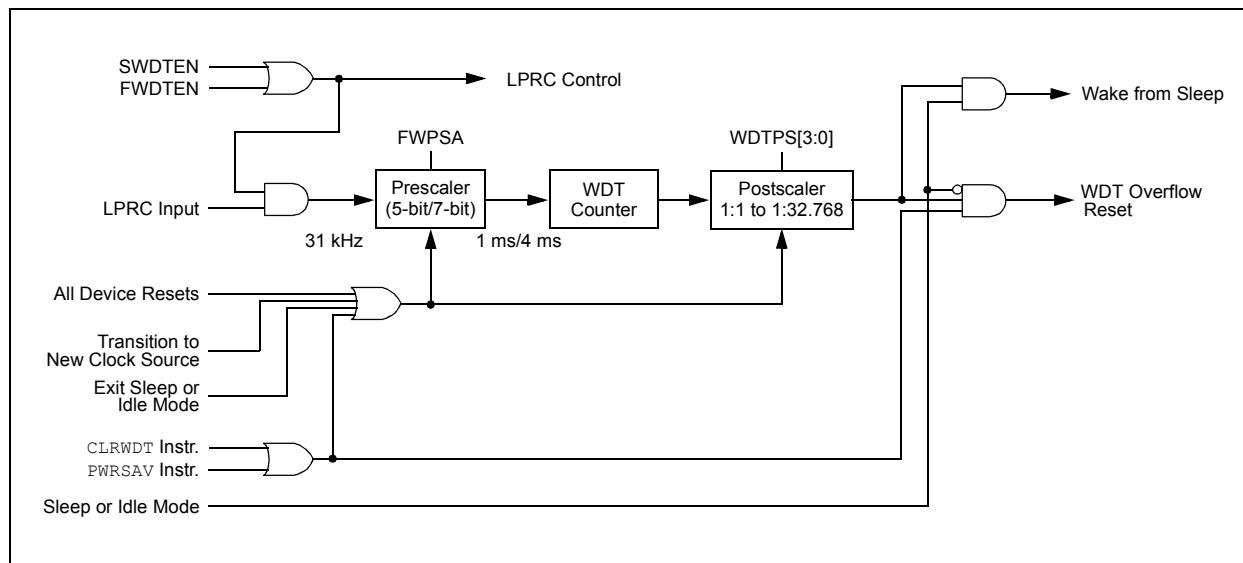 SWDTEN
FWDTEN
LPRC Control
Wake from Sleep
FWPSA
WDTPS[3:0]
Prescaler
(5-bit/7-bit)
WDT
Counter
Postscaler
1:1 to 1:32.768
LPRC Input
WDT Overflow
Reset
31 kHz
1 ms/4 ms
All Device Resets
Transition to
New Clock Source
Exit Sleep or
Idle Mode
CLRWDT Instr.
PWRSAV Instr.
Sleep or Idle Mode